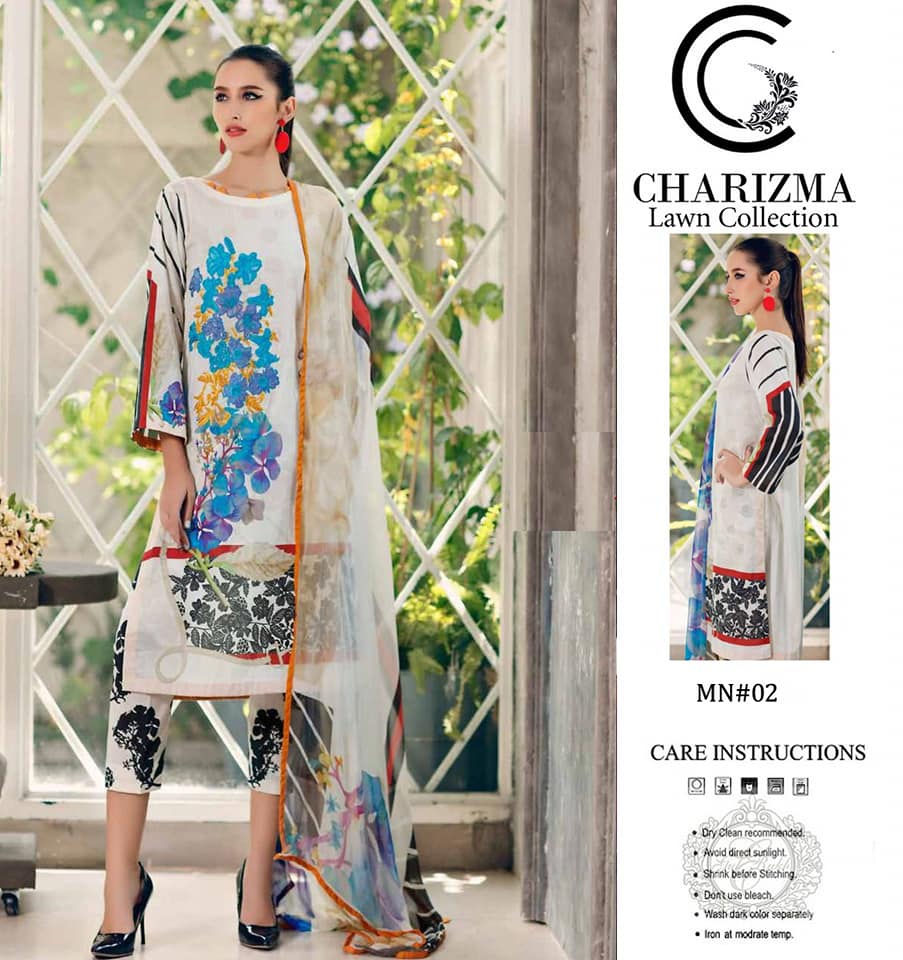 CHARIZMA
Lawn Collection
MN#02
CARE INSTRUCTIONS
• Dry Clean recommended.
• Avoid direct sunlight.
• Shrink before Stitching.
• Don't use bleach.
• Wash dark color separately
• Iron at modrate temp.